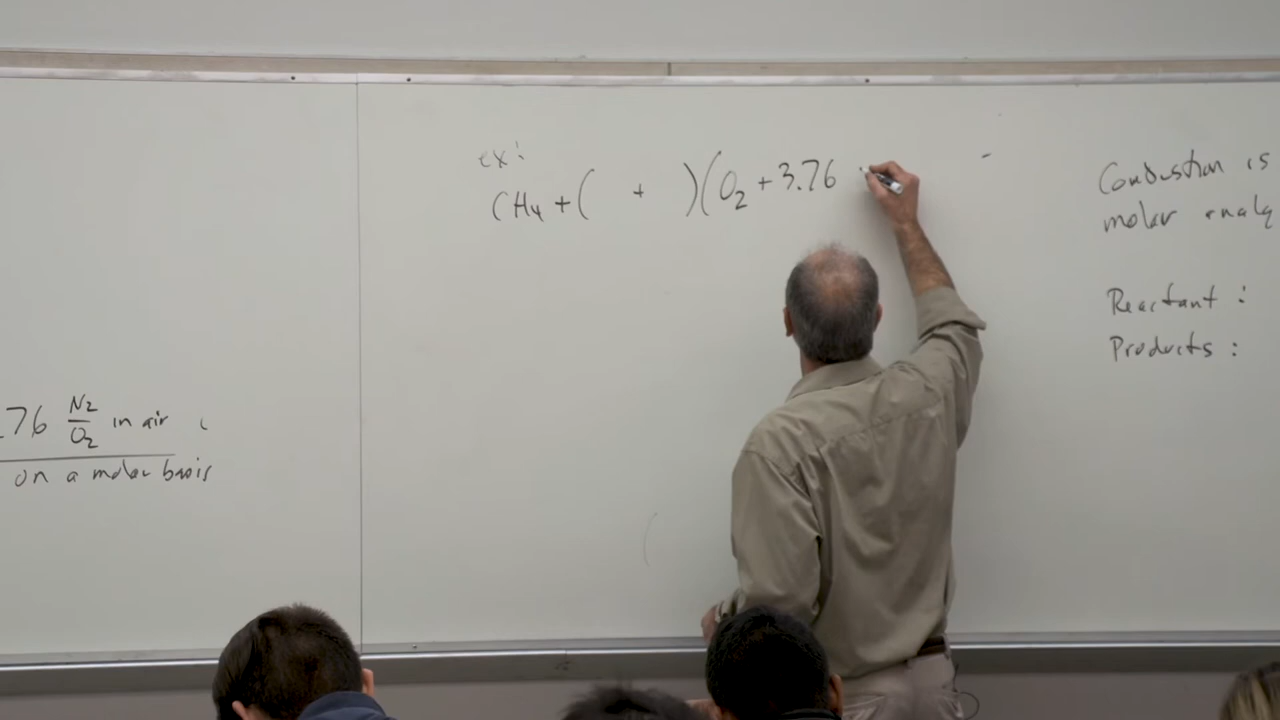 ex:
CH4 + ( + )(O2 + 3.76
76 N2/O2 in air
on a molar basis
Combustion is
molar analy
Reactant :
Products :